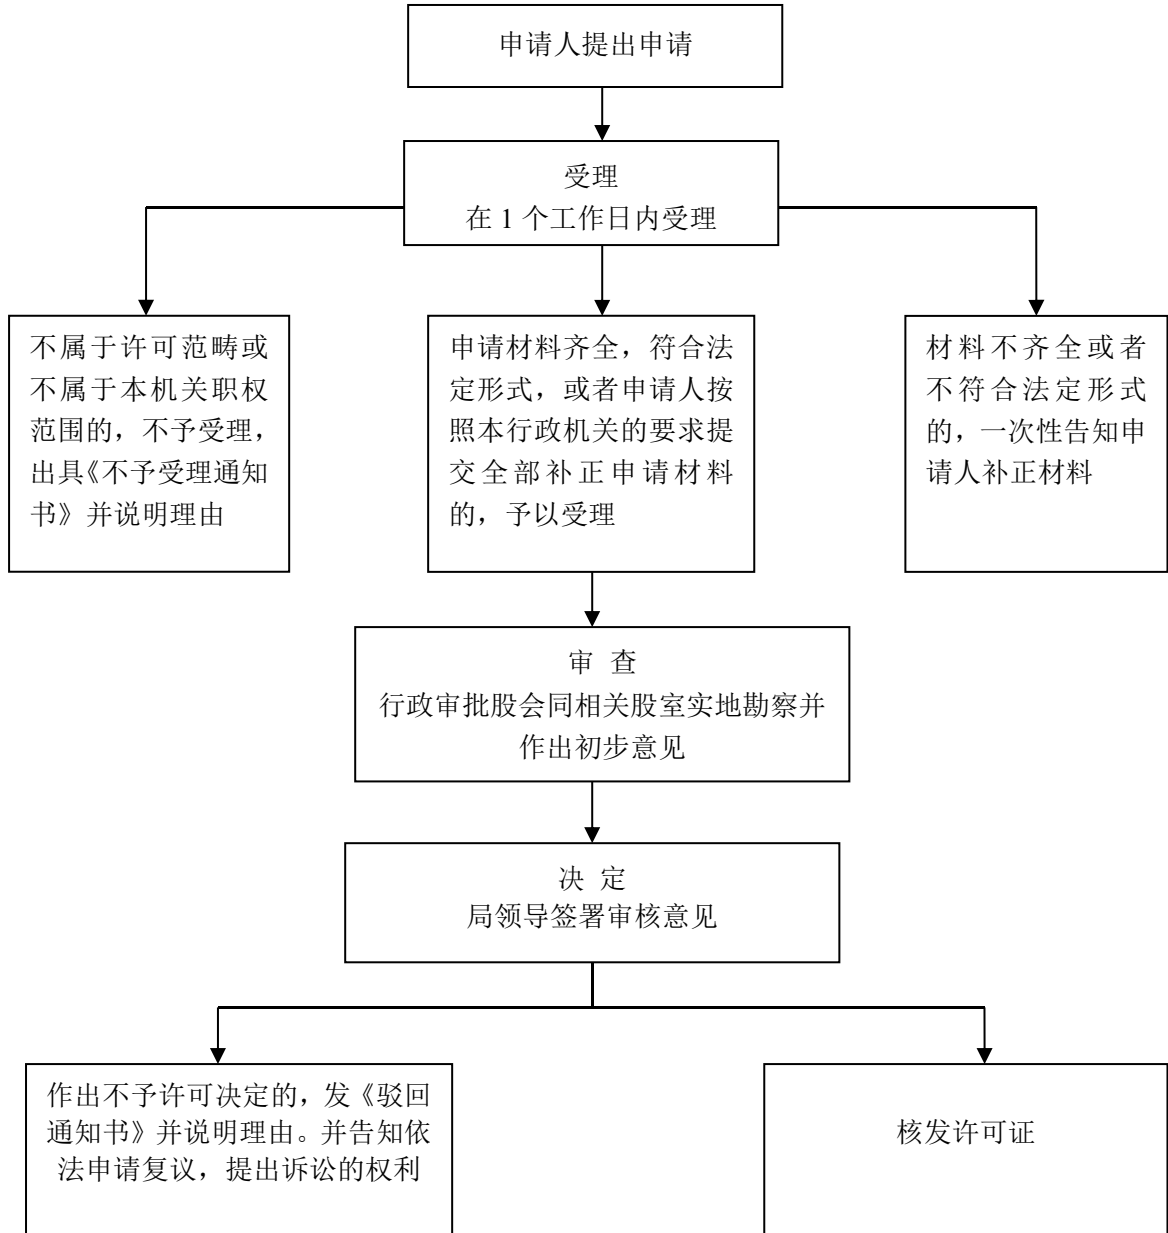 申请人提出申请
受理
在 1 个工作日内受理
不属于许可范畴或
不属于本机关职权
范围的，不予受理，
出具《不予受理通知
书》并说明理由
申请材料齐全，符合法
定形式，或者申请人按
照本行政机关的要求提
交全部补正申请材料
的，予以受理
材料不齐全或者
不符合法定形式
的，一次性告知申
请人补正材料
审 查
行政审批股会同相关股室实地勘察并
作出初步意见
决 定
局领导签署审核意见
作出不予许可决定的，发《驳回
通知书》并说明理由。并告知依
法申请复议，提出诉讼的权利
核发许可证